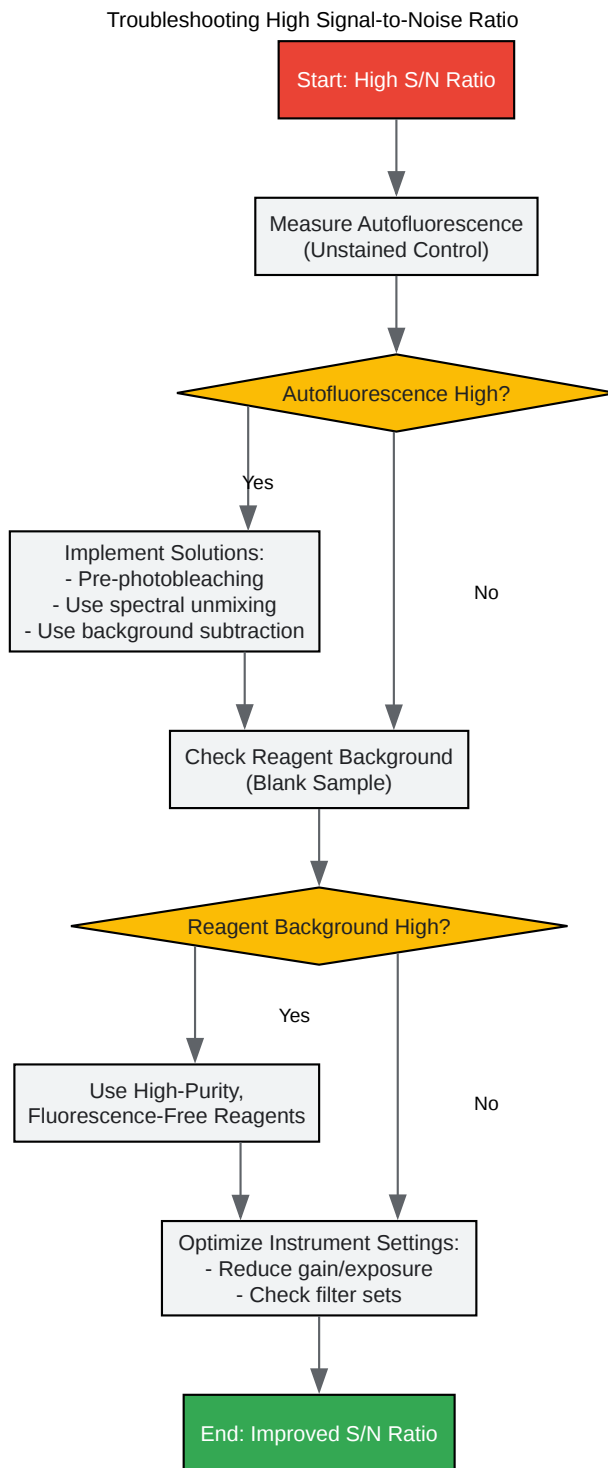 Troubleshooting High Signal-to-Noise Ratio
Start: High S/N Ratio
Measure Autofluorescence
(Unstained Control)
Autofluorescence High?
Yes
Implement Solutions:
- Pre-photobleaching
- Use spectral unmixing
- Use background subtraction
No
Check Reagent Background
(Blank Sample)
Reagent Background High?
Yes
Use High-Purity,
Fluorescence-Free Reagents
No
Optimize Instrument Settings:
- Reduce gain/exposure
- Check filter sets
End: Improved S/N Ratio